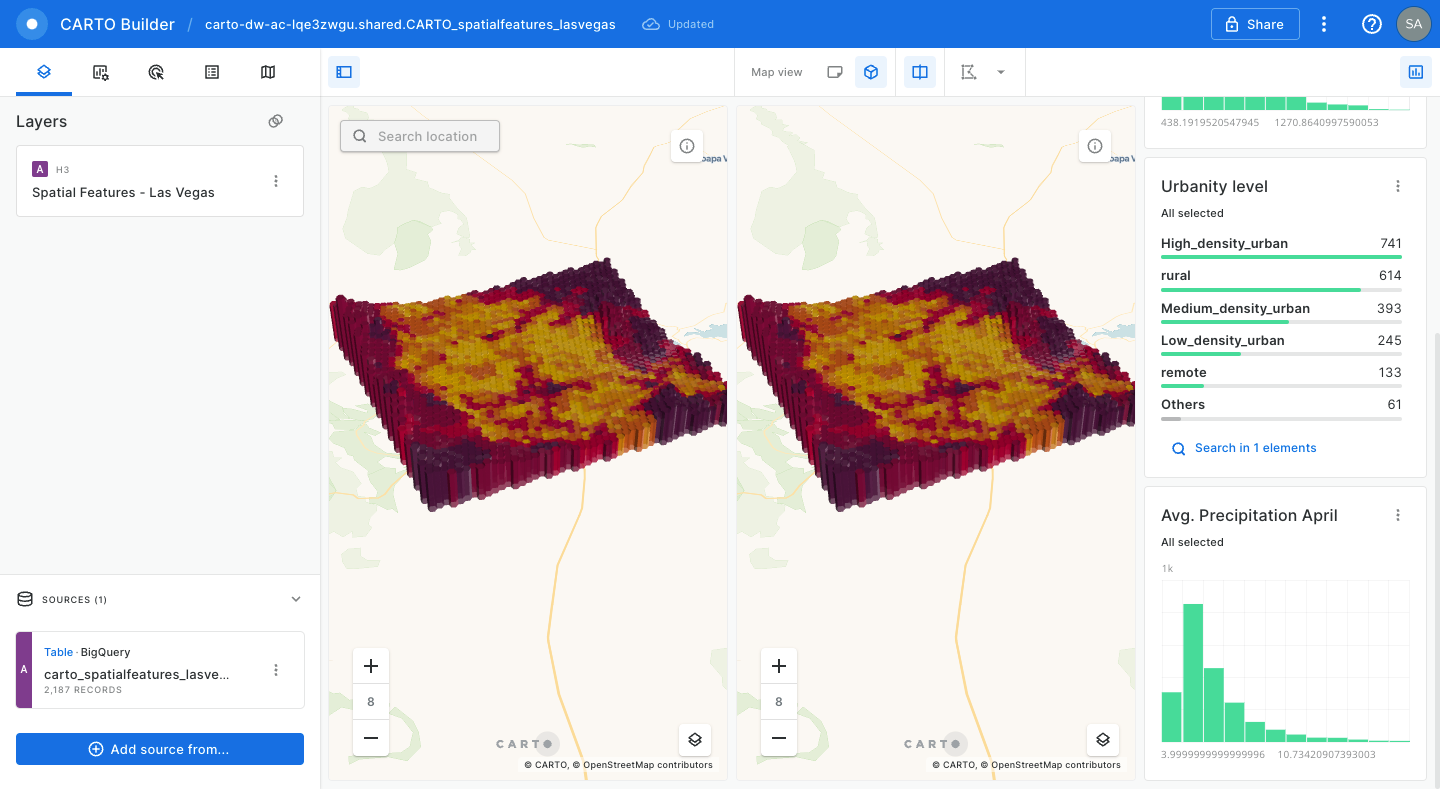 CARTO Builder / carto-dw-ac-lqe3zwgu.shared.CARTO_spatialfeatures_lasvegas Updated Share SA
Map view
Layers
A H3
Spatial Features - Las Vegas
SOURCES (1)
A
Table · BigQuery
carto_spatialfeatures_lasve...
2,187 RECORDS
Add source from...
Search location
8
CARTO
© CARTO, © OpenStreetMap contributors
8
CARTO
© CARTO, © OpenStreetMap contributors
438.1919520547945 1270.8640997590053
Urbanity level
All selected
High_density_urban 741
rural 614
Medium_density_urban 393
Low_density_urban 245
remote 133
Others 61
Search in 1 elements
Avg. Precipitation April
All selected
1k
3.9999999999999996 10.73420907393003